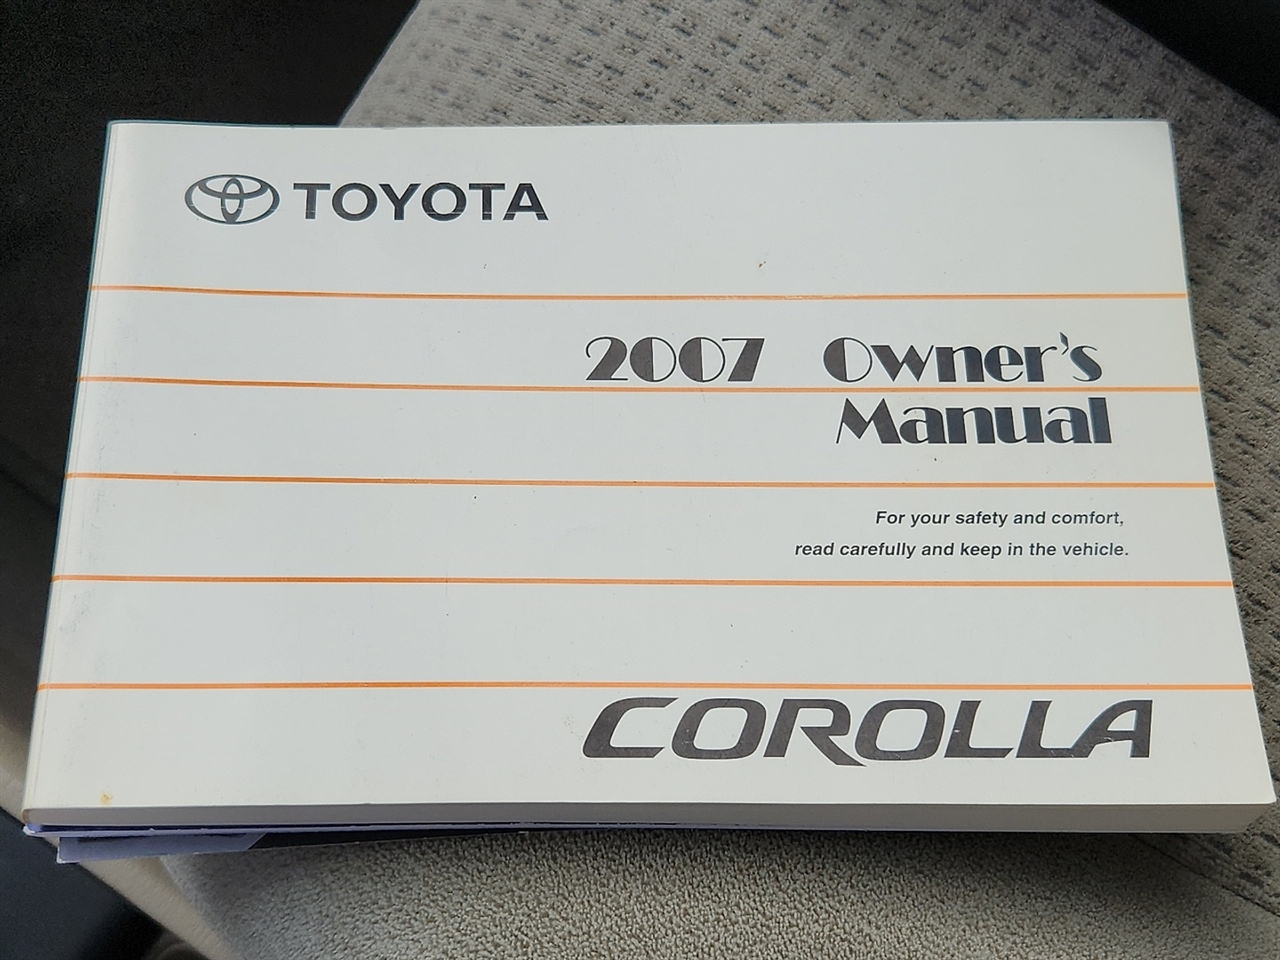 TOYOTA
2007 Owner's
Manual
For your safety and comfort,
read carefully and keep in the vehicle.
COROLLA